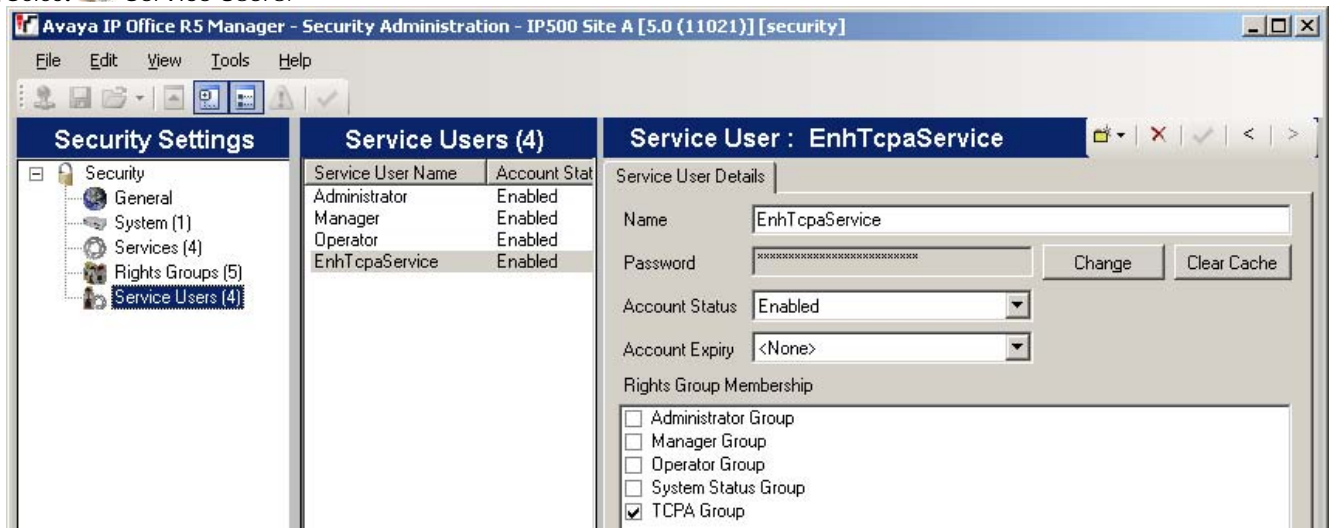 Avaya IP Office R5 Manager - Security Administration - IP500 Site A [5.0 (11021)] [security]
File Edit View Tools Help
Security Settings
Security
General
System (1)
Services (4)
Rights Groups (5)
Service Users (4)
Service Users (4)
Service User Name Account Stat
Administrator Enabled
Manager Enabled
Operator Enabled
EnhTcpaService Enabled
Service User : EnhTcpaService
Service User Details
Name EnhTcpaService
Password Change Clear Cache
Account Status Enabled
Account Expiry <None>
Rights Group Membership
Administrator Group
Manager Group
Operator Group
System Status Group
TCPA Group